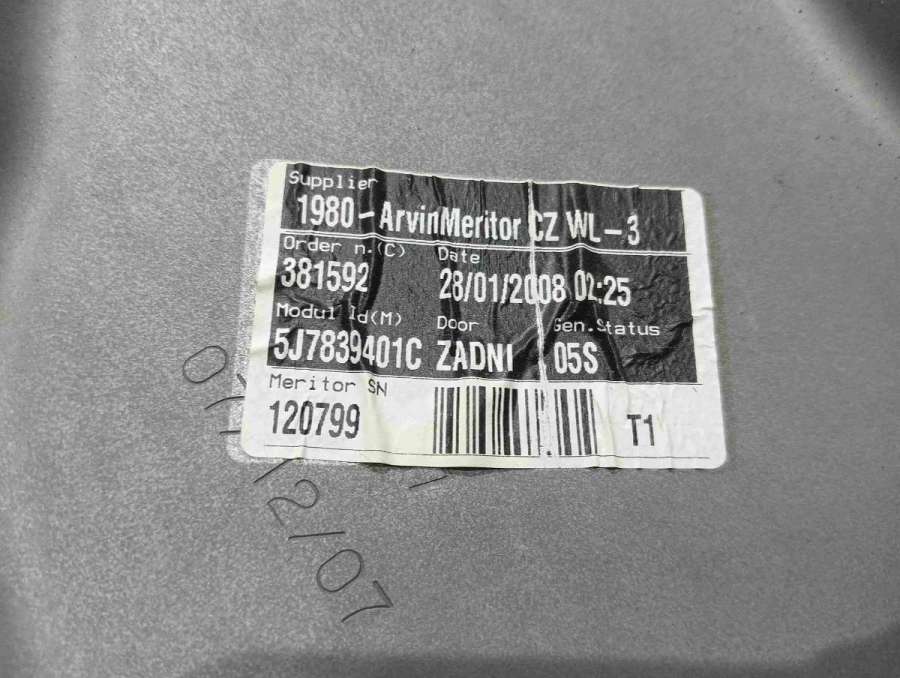 Supplier
1980-ArvinMeritor CZ WL-3
Order n.(C) Date
381592 28/01/2008 02:25
Modul Id(M) Door Gen.Status
5J7839401C ZADNI 05S
Meritor SN
120799 T1
12/07